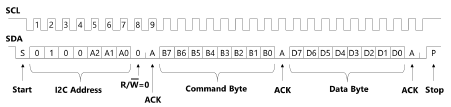 SCL
1 2 3 4 5 6 7 8 9
SDA
S 0 1 0 0 A2 A1 A0 0 A B7 B6 B5 B4 B3 B2 B1 B0 A D7 D6 D5 D4 D3 D2 D1 D0 A P
Start I2C Address R/W=0 ACK Command Byte ACK Data Byte ACK Stop